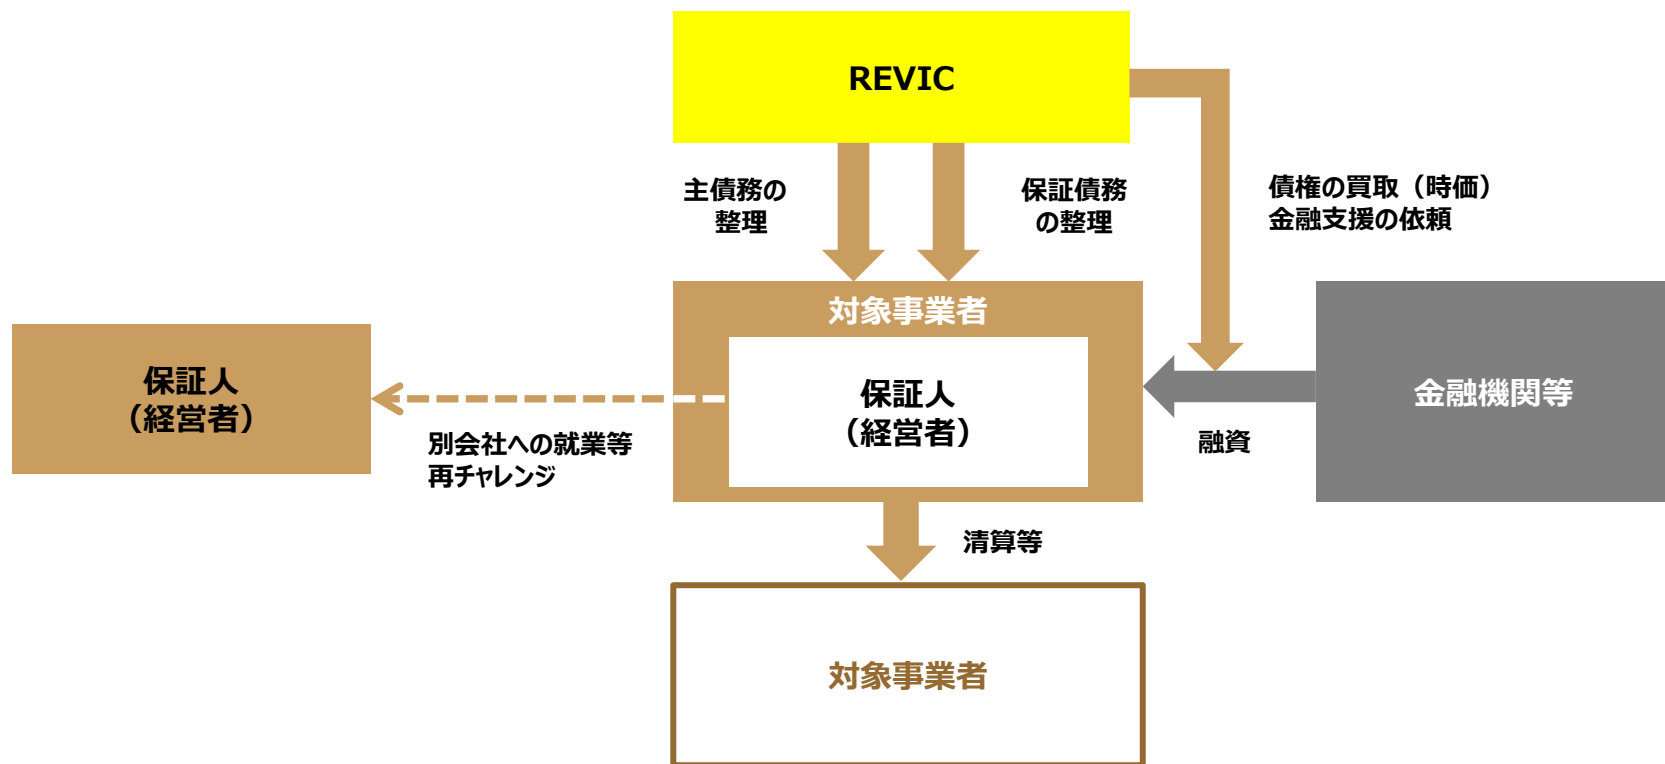 REVIC
主債務の
整理
保証債務
の整理
債権の買取（時価）
金融支援の依頼
対象事業者
保証人
（経営者）
保証人
（経営者）
金融機関等
別会社への就業等
再チャレンジ
融資
清算等
対象事業者